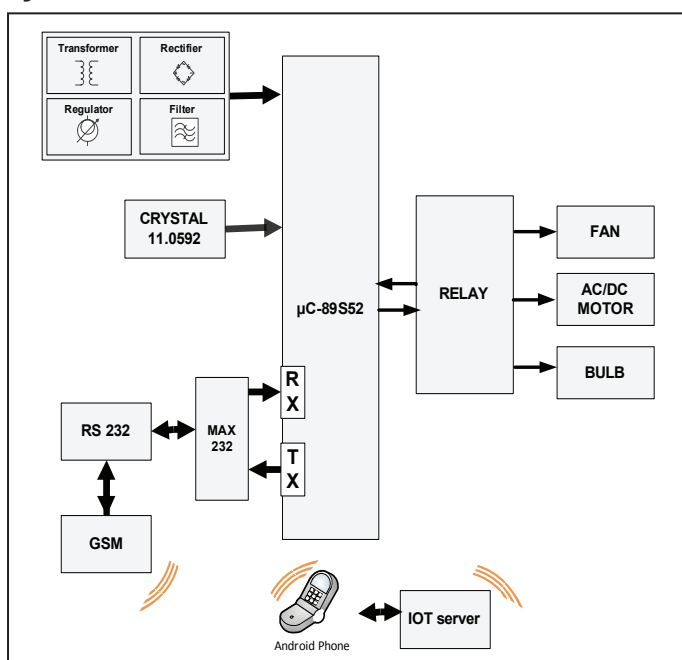 Transformer
Rectifier
Regulator
Filter
CRYSTAL
11.0592
µC-89S52
RELAY
FAN
AC/DC
MOTOR
BULB
R
X
T
X
MAX
232
RS 232
GSM
Android Phone
IOT server